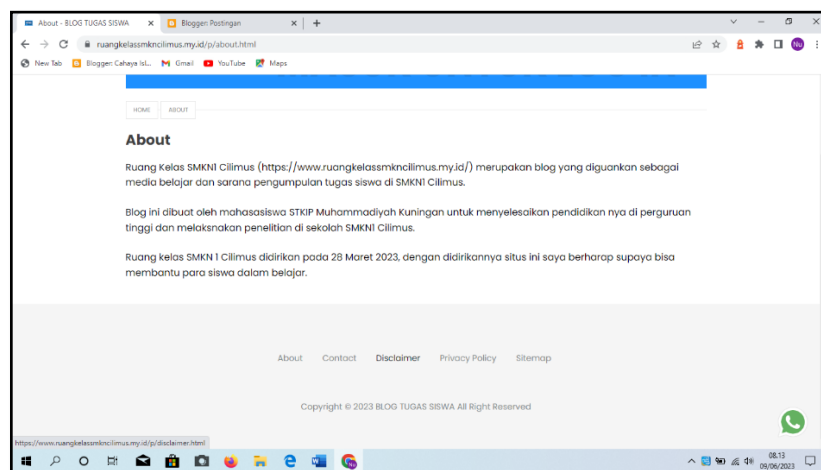 About - BLOG TUGAS SISWA
Blogger: Postingan
ruangkelassmkncilimus.my.id/p/about.html
Nu
New Tab
Blogger: Cahaya Isl...
Gmail
YouTube
Maps
HOME
ABOUT
About
Ruang Kelas SMKN1 Cilimus (https://www.ruangkelassmkncilimus.my.id/) merupakan blog yang diguankan sebagai
media belajar dan sarana pengumpulan tugas siswa di SMKN1 Cilimus.
Blog ini dibuat oleh mahasasiswa STKIP Muhammadiyah Kuningan untuk menyelesaikan pendidikan nya di perguruan
tinggi dan melaksnakan penelitian di sekolah SMKN1 Cilimus.
Ruang kelas SMKN 1 Cilimus didirikan pada 28 Maret 2023, dengan didirikannya situs ini saya berharap supaya bisa
membantu para siswa dalam belajar.
About Contact Disclaimer Privacy Policy Sitemap
Copyright © 2023 BLOG TUGAS SISWA All Right Reserved
https://www.ruangkelassmkncilimus.my.id/p/disclaimer.html
08.13
09/06/2023